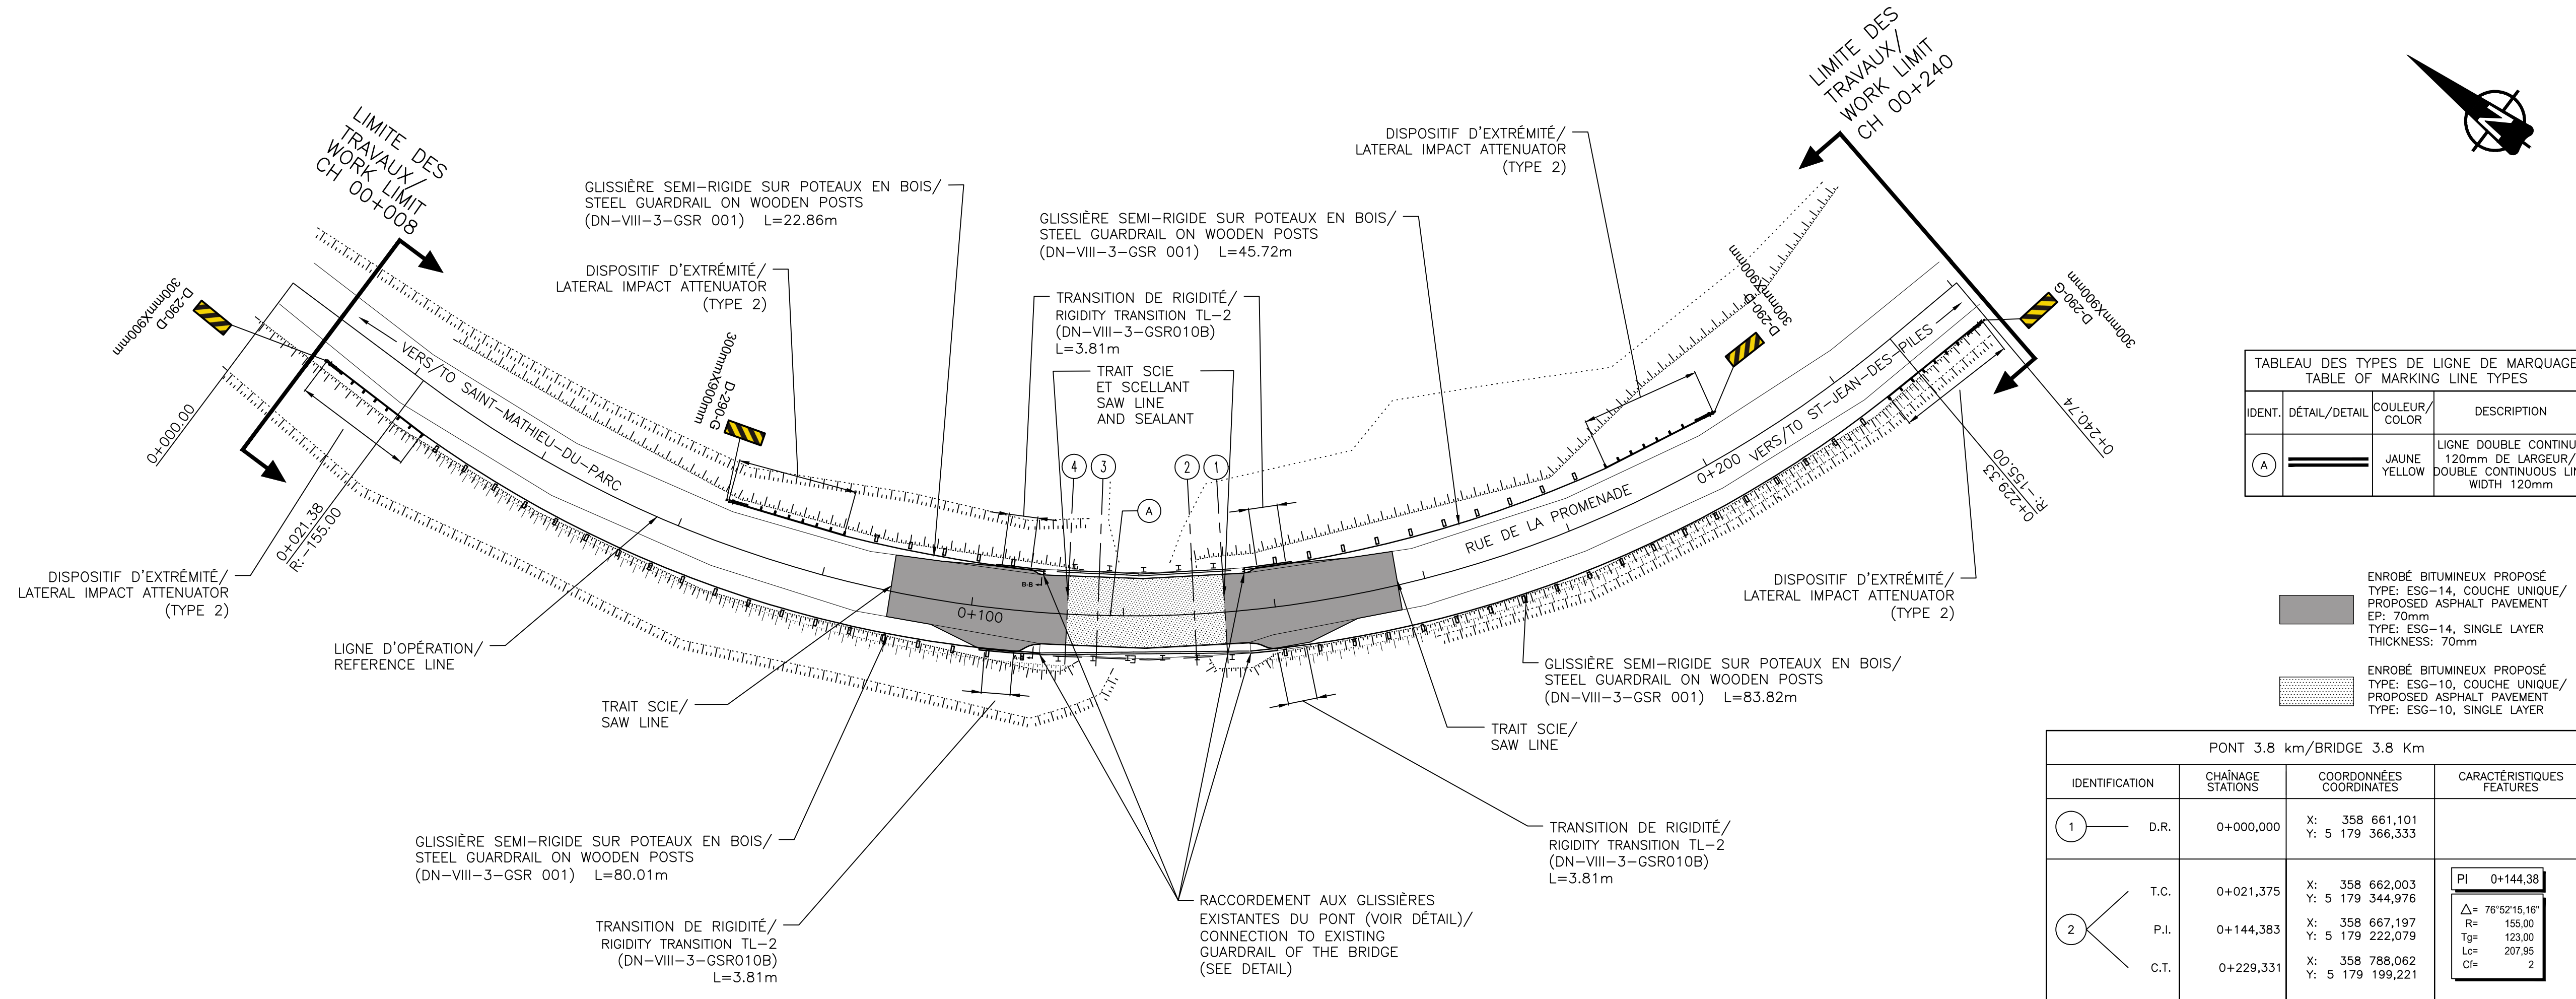 LIMITE DES
TRAVAUX/
WORK LIMIT
CH 00+008
GLISSIÈRE SEMI-RIGIDE SUR POTEAUX EN BOIS/
STEEL GUARDRAIL ON WOODEN POSTS
(DN-VIII-3-GSR 001) L=22.86m
DISPOSITIF D'EXTRÉMITÉ/
LATERAL IMPACT ATTENUATOR
(TYPE 2)
GLISSIÈRE SEMI-RIGIDE SUR POTEAUX EN BOIS/
STEEL GUARDRAIL ON WOODEN POSTS
(DN-VIII-3-GSR 001) L=45.72m
TRANSITION DE RIGIDITÉ/
RIGIDITY TRANSITION TL-2
(DN-VIII-3-GSR010B)
L=3.81m
TRAIT SCIE
ET SCELLANT
SAW LINE
AND SEALANT
DISPOSITIF D'EXTRÉMITÉ/
LATERAL IMPACT ATTENUATOR
(TYPE 2)
LIMITE DES
TRAVAUX/
WORK LIMIT
CH 00+240
N
D-290-D
300mmX900mm
300mmX900mm
D-290-G
300mmX900mm
D-290-D
D-290-G
300mmX900mm
0+000.00
VERS/TO SAINT-MATHIEU-DU-PARC
0+021.38
R:-155.00
4
3
2
1
A
B-B
0+100
RUE DE LA PROMENADE
0+200
VERS/TO ST-JEAN-DES-PILES
0+240.74
0+229.33
R:-155.00
DISPOSITIF D'EXTRÉMITÉ/
LATERAL IMPACT ATTENUATOR
(TYPE 2)
LIGNE D'OPÉRATION/
REFERENCE LINE
TRAIT SCIE/
SAW LINE
GLISSIÈRE SEMI-RIGIDE SUR POTEAUX EN BOIS/
STEEL GUARDRAIL ON WOODEN POSTS
(DN-VIII-3-GSR 001) L=80.01m
TRANSITION DE RIGIDITÉ/
RIGIDITY TRANSITION TL-2
(DN-VIII-3-GSR010B)
L=3.81m
RACCORDEMENT AUX GLISSIÈRES
EXISTANTES DU PONT (VOIR DÉTAIL)/
CONNECTION TO EXISTING
GUARDRAIL OF THE BRIDGE
(SEE DETAIL)
TRANSITION DE RIGIDITÉ/
RIGIDITY TRANSITION TL-2
(DN-VIII-3-GSR010B)
L=3.81m
TRAIT SCIE/
SAW LINE
GLISSIÈRE SEMI-RIGIDE SUR POTEAUX EN BOIS/
STEEL GUARDRAIL ON WOODEN POSTS
(DN-VIII-3-GSR 001) L=83.82m
DISPOSITIF D'EXTRÉMITÉ/
LATERAL IMPACT ATTENUATOR
(TYPE 2)
TABLEAU DES TYPES DE LIGNE DE MARQUAGE
TABLE OF MARKING LINE TYPES
IDENT. DÉTAIL/DETAIL COULEUR/ COLOR DESCRIPTION
A JAUNE YELLOW
LIGNE DOUBLE CONTINU
120mm DE LARGEUR/
DOUBLE CONTINUOUS LIN
WIDTH 120mm
ENROBÉ BITUMINEUX PROPOSÉ
TYPE: ESG-14, COUCHE UNIQUE/
PROPOSED ASPHALT PAVEMENT
EP: 70mm
TYPE: ESG-14, SINGLE LAYER
THICKNESS: 70mm
ENROBÉ BITUMINEUX PROPOSÉ
TYPE: ESG-10, COUCHE UNIQUE/
PROPOSED ASPHALT PAVEMENT
TYPE: ESG-10, SINGLE LAYER
PONT 3.8 km/BRIDGE 3.8 Km
IDENTIFICATION CHAÎNAGE STATIONS COORDONNÉES COORDINATES CARACTÉRISTIQUES FEATURES
1 D.R. 0+000,000 X: 358 661,101
Y: 5 179 366,333
2 T.C. 0+021,375 X: 358 662,003
Y: 5 179 344,976
P.I. 0+144,383 X: 358 667,197
Y: 5 179 222,079
C.T. 0+229,331 X: 358 788,062
Y: 5 179 199,221
PI 0+144,38
△= 76°52'15,16"
R= 155,00
Tg= 123,00
Lc= 207,95
Cf= 2